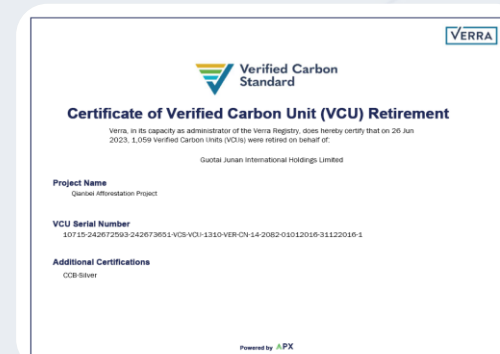 VERRA
Verified Carbon
Standard
Certificate of Verified Carbon Unit (VCU) Retirement
Verra, in its capacity as administrator of the Verra Registry, does hereby certify that on 26 Jun
2023, 1,059 Verified Carbon Units (VCUs) were retired on behalf of:
Guotai Junan International Holdings Limited
Project Name
Qianbei Afforestation Project
VCU Serial Number
10715-242672593-242673651-VCS-VCU-1310-VER-CN-14-2082-01012016-31122016-1
Additional Certifications
CCB-Silver
Powered by APX